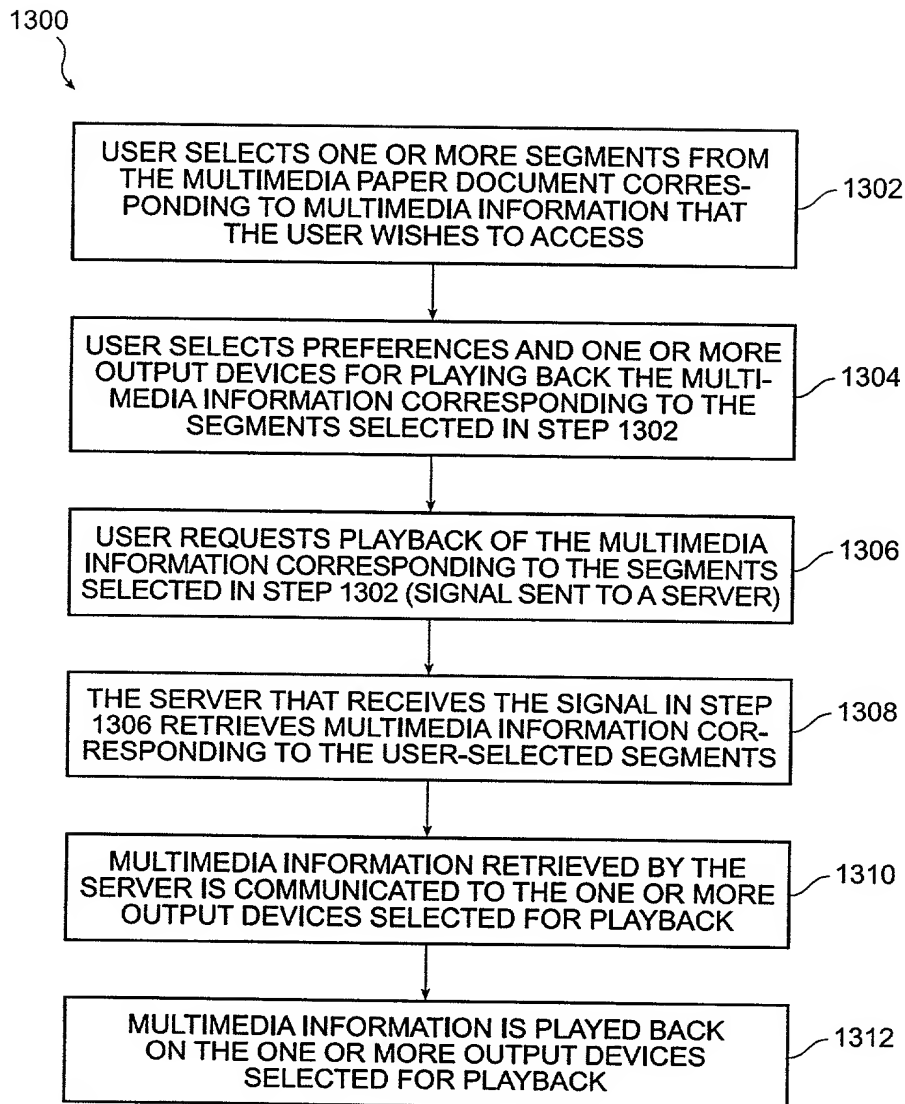 1300
USER SELECTS ONE OR MORE SEGMENTS FROM
THE MULTIMEDIA PAPER DOCUMENT CORRES-
PONDING TO MULTIMEDIA INFORMATION THAT
THE USER WISHES TO ACCESS
1302
USER SELECTS PREFERENCES AND ONE OR MORE
OUTPUT DEVICES FOR PLAYING BACK THE MULTI-
MEDIA INFORMATION CORRESPONDING TO THE
SEGMENTS SELECTED IN STEP 1302
1304
USER REQUESTS PLAYBACK OF THE MULTIMEDIA
INFORMATION CORRESPONDING TO THE SEGMENTS
SELECTED IN STEP 1302 (SIGNAL SENT TO A SERVER)
1306
THE SERVER THAT RECEIVES THE SIGNAL IN STEP
1306 RETRIEVES MULTIMEDIA INFORMATION COR-
RESPONDING TO THE USER-SELECTED SEGMENTS
1308
MULTIMEDIA INFORMATION RETRIEVED BY THE
SERVER IS COMMUNICATED TO THE ONE OR MORE
OUTPUT DEVICES SELECTED FOR PLAYBACK
1310
MULTIMEDIA INFORMATION IS PLAYED BACK
ON THE ONE OR MORE OUTPUT DEVICES
SELECTED FOR PLAYBACK
1312